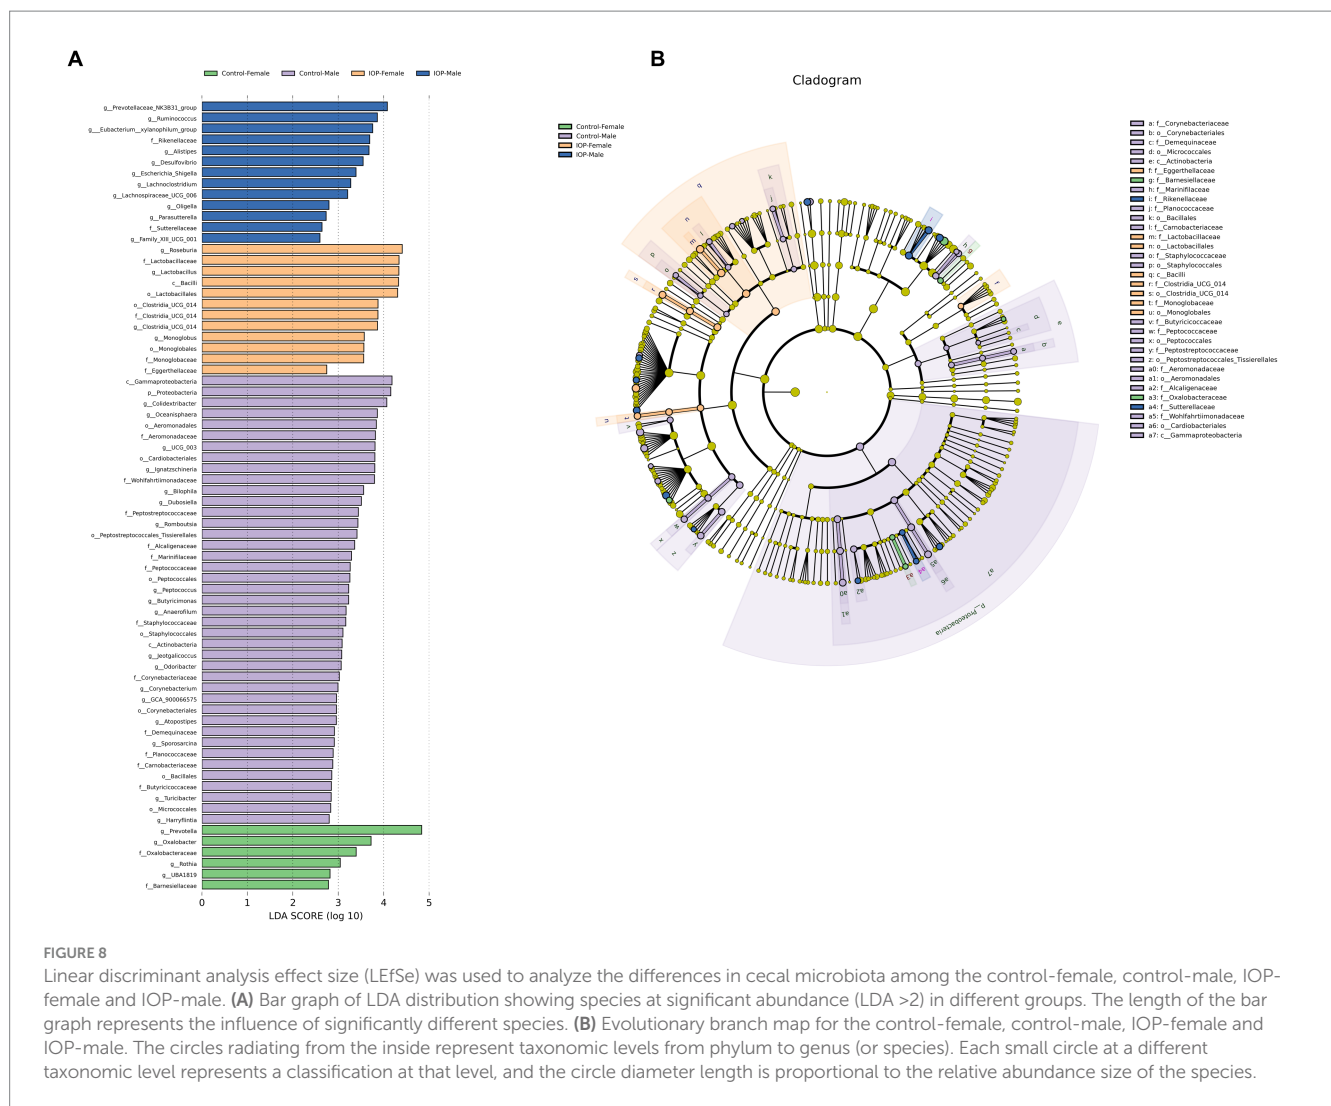 A
Control-Female
Control-Male
IOP-Female
IOP-Male
g__Prevotellaceae_NK3B31_group
g__Ruminococcus
g___Eubacterium__xylanophilum_group
f__Rikenellaceae
g__Alistipes
g__Desulfovibrio
g__Escherichia_Shigella
g__Lachnoclostridium
g__Lachnospiraceae_UCG_006
g__Oligella
g__Parasutterella
f__Sutterellaceae
g__Family_XIII_UCG_001
g__Roseburia
f__Lactobacillaceae
g__Lactobacillus
c__Bacilli
o__Lactobacillales
o__Clostridia_UCG_014
f__Clostridia_UCG_014
g__Clostridia_UCG_014
g__Monoglobus
o__Monoglobales
f__Monoglobaceae
f__Eggerthellaceae
c__Gammaproteobacteria
p__Proteobacteria
g__Colidextribacter
g__Oceanisphaera
o__Aeromonadales
f__Aeromonadaceae
g__UCG_003
o__Cardiobacteriales
g__Ignatzschineria
f__Wohlfahrtiimonadaceae
g__Bilophila
g__Dubosiella
f__Peptostreptococcaceae
g__Romboutsia
o__Peptostreptococcales_Tissierellales
f__Alcaligenaceae
f__Marinifilaceae
f__Peptococcaceae
o__Peptococcales
g__Peptococcus
g__Butyricimonas
g__Anaerofilum
f__Staphylococcaceae
o__Staphylococcales
c__Actinobacteria
g__Jeotgalicoccus
g__Odoribacter
f__Corynebacteriaceae
g__Corynebacterium
g__GCA_900066575
o__Corynebacteriales
g__Atopostipes
f__Demequinaceae
g__Sporosarcina
f__Planococcaceae
f__Carnobacteriaceae
o__Bacillales
f__Butyricicoccaceae
g__Turicibacter
o__Micrococcales
g__Harryflintia
g__Prevotella
g__Oxalobacter
f__Oxalobacteraceae
g__Rothia
g__UBA1819
f__Barnesiellaceae
0 1 2 3 4 5
LDA SCORE (log 10)
B
Cladogram
Control-Female
Control-Male
IOP-Female
IOP-Male
k
j
q
u
l
m
p
o
s
r
i
h
g
f
e
d
c
b
a
u
t
v
x
w
z
y
a0
a1
a2
a3
a4
a5
a6
a7
p__Proteobacteria
a: f__Corynebacteriaceae
b: o__Corynebacteriales
c: f__Demequinaceae
d: o__Micrococcales
e: c__Actinobacteria
f: f__Eggerthellaceae
g: f__Barnesiellaceae
h: f__Marinifilaceae
i: f__Rikenellaceae
j: f__Planococcaceae
k: o__Bacillales
l: f__Carnobacteriaceae
m: f__Lactobacillaceae
n: o__Lactobacillales
o: f__Staphylococcaceae
p: o__Staphylococcales
q: c__Bacilli
r: f__Clostridia_UCG_014
s: o__Clostridia_UCG_014
t: f__Monoglobaceae
u: o__Monoglobales
v: f__Butyricicoccaceae
w: f__Peptococcaceae
x: o__Peptococcales
y: f__Peptostreptococcaceae
z: o__Peptostreptococcales_Tissierellales
a0: f__Aeromonadaceae
a1: o__Aeromonadales
a2: f__Alcaligenaceae
a3: f__Oxalobacteraceae
a4: f__Sutterellaceae
a5: f__Wohlfahrtiimonadaceae
a6: o__Cardiobacteriales
a7: c__Gammaproteobacteria
FIGURE 8
Linear discriminant analysis effect size (LEfSe) was used to analyze the differences in cecal microbiota among the control-female, control-male, IOP-
female and IOP-male. (A) Bar graph of LDA distribution showing species at significant abundance (LDA >2) in different groups. The length of the bar
graph represents the influence of significantly different species. (B) Evolutionary branch map for the control-female, control-male, IOP-female and
IOP-male. The circles radiating from the inside represent taxonomic levels from phylum to genus (or species). Each small circle at a different
taxonomic level represents a classification at that level, and the circle diameter length is proportional to the relative abundance size of the species.